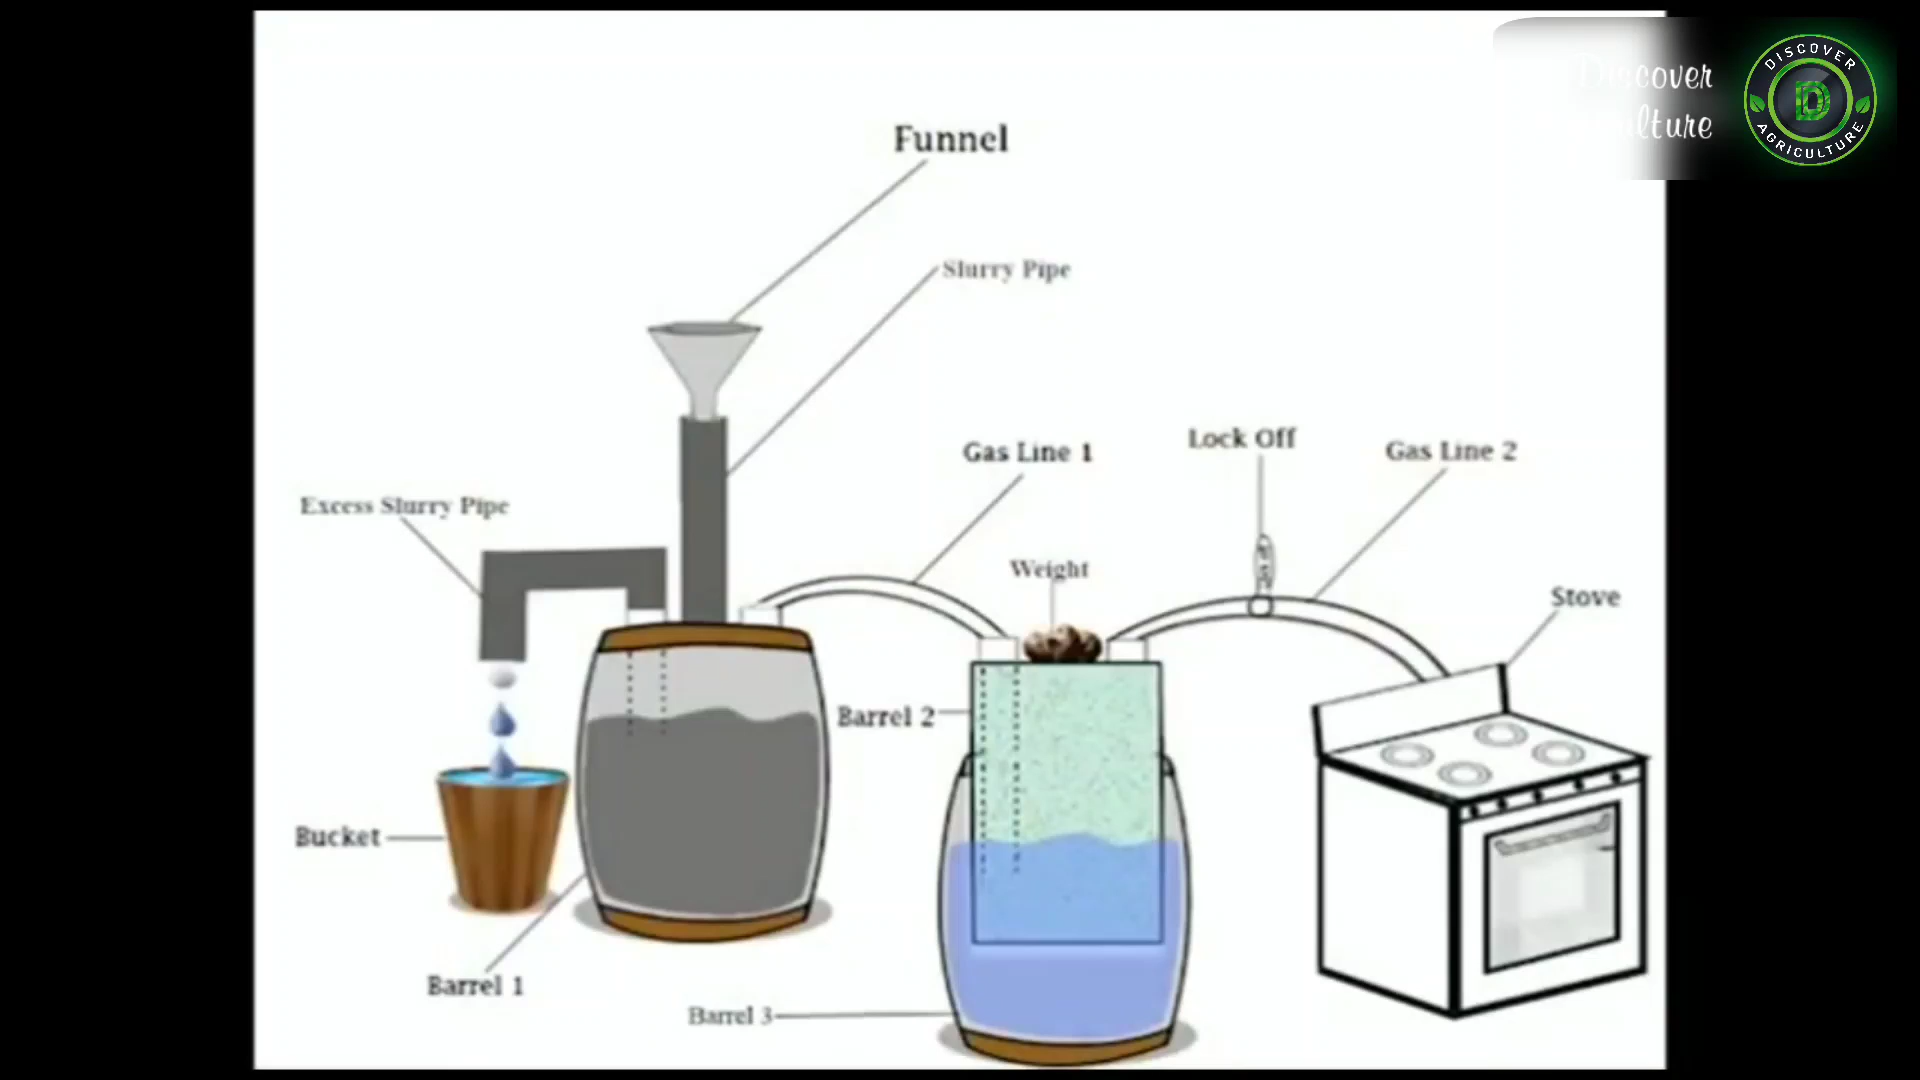 Discover
DISCOVER
D
AGRICULTURE
Funnel
Slurry Pipe
Gas Line 1
Lock Off
Gas Line 2
Excess Slurry Pipe
Weight
Stove
Barrel 2
Bucket
Barrel 1
Barrel 3